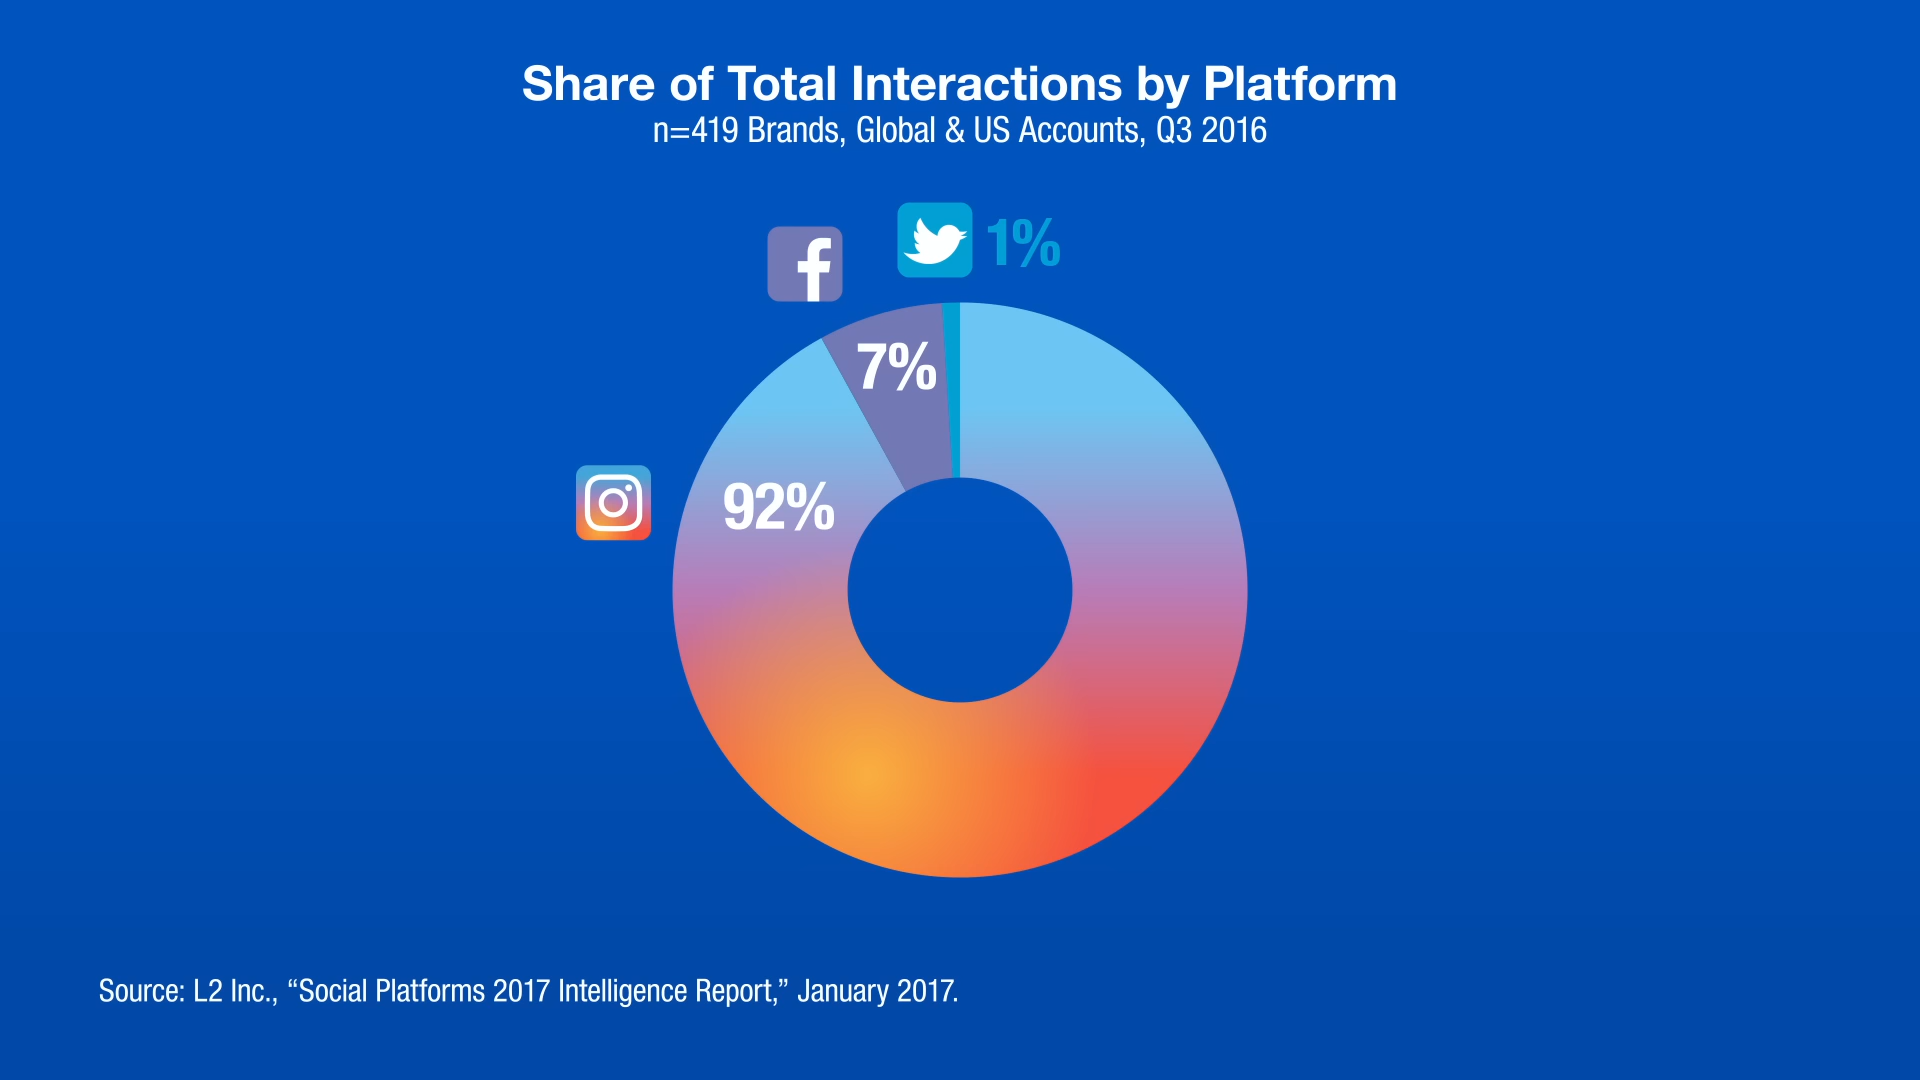 Share of Total Interactions by Platform
n=419 Brands, Global & US Accounts, Q3 2016
1%
7%
92%
Source: L2 Inc., “Social Platforms 2017 Intelligence Report,” January 2017.